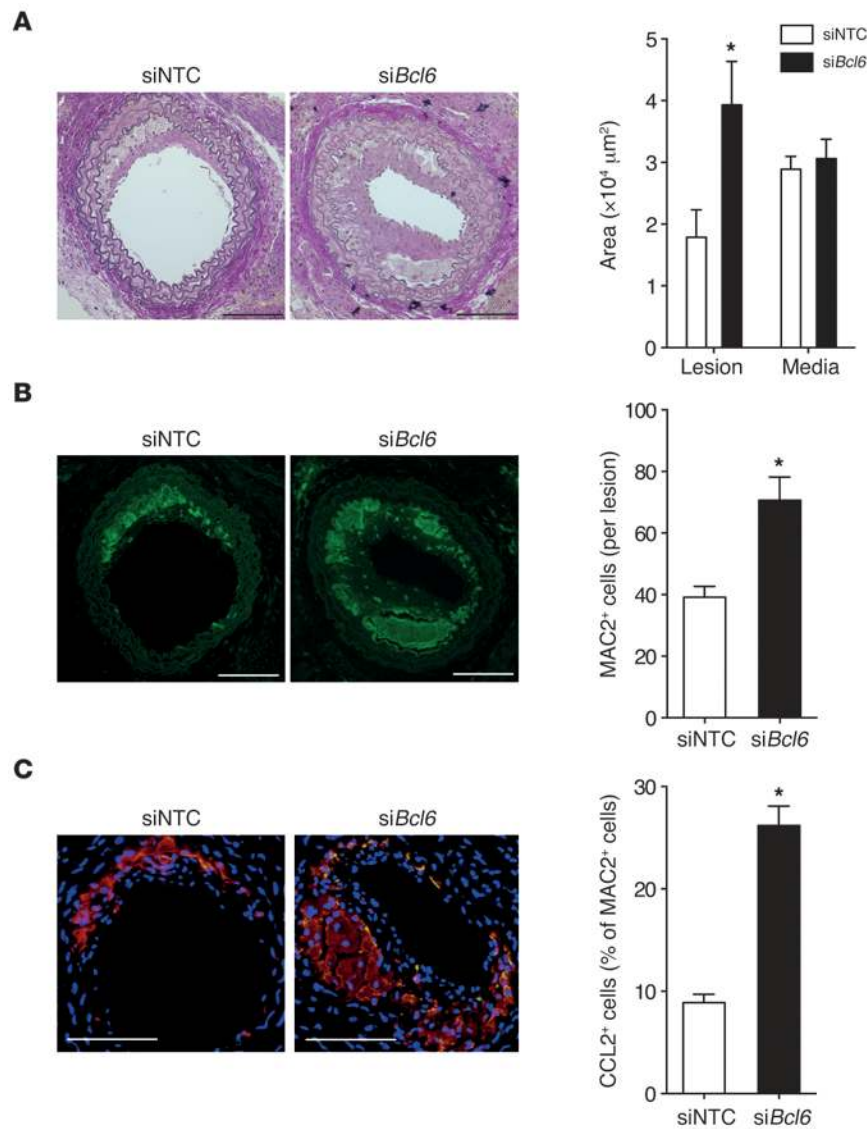 A
siNTC
siBcl6
siNTC
siBcl6
Area (×10⁴ μm²)
5
4
3
2
1
0
*
Lesion
Media
B
siNTC
siBcl6
MAC2⁺ cells (per lesion)
100
80
60
40
20
0
*
siNTC
siBcl6
C
siNTC
siBcl6
CCL2⁺ cells (% of MAC2⁺ cells)
30
20
10
0
*
siNTC
siBcl6